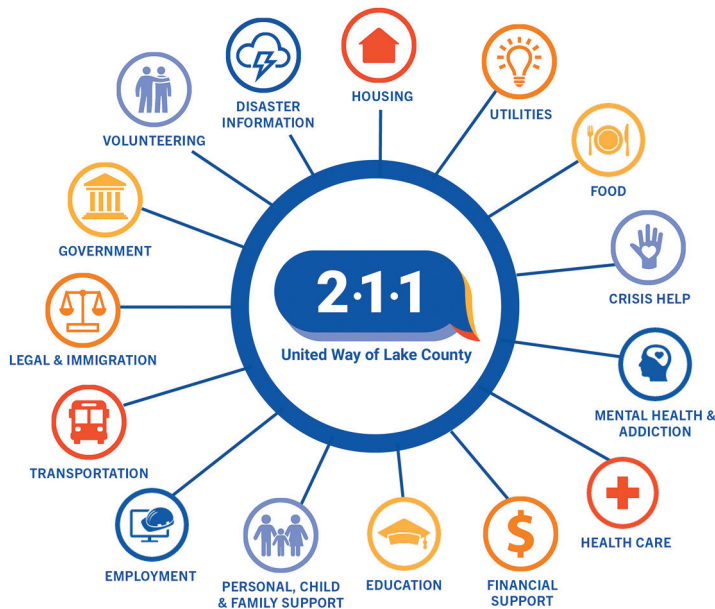 HOUSING
UTILITIES
FOOD
CRISIS HELP
MENTAL HEALTH &
ADDICTION
HEALTH CARE
FINANCIAL
SUPPORT
EDUCATION
PERSONAL, CHILD
& FAMILY SUPPORT
EMPLOYMENT
TRANSPORTATION
LEGAL & IMMIGRATION
GOVERNMENT
VOLUNTEERING
DISASTER
INFORMATION
2·1·1
United Way of Lake County
$